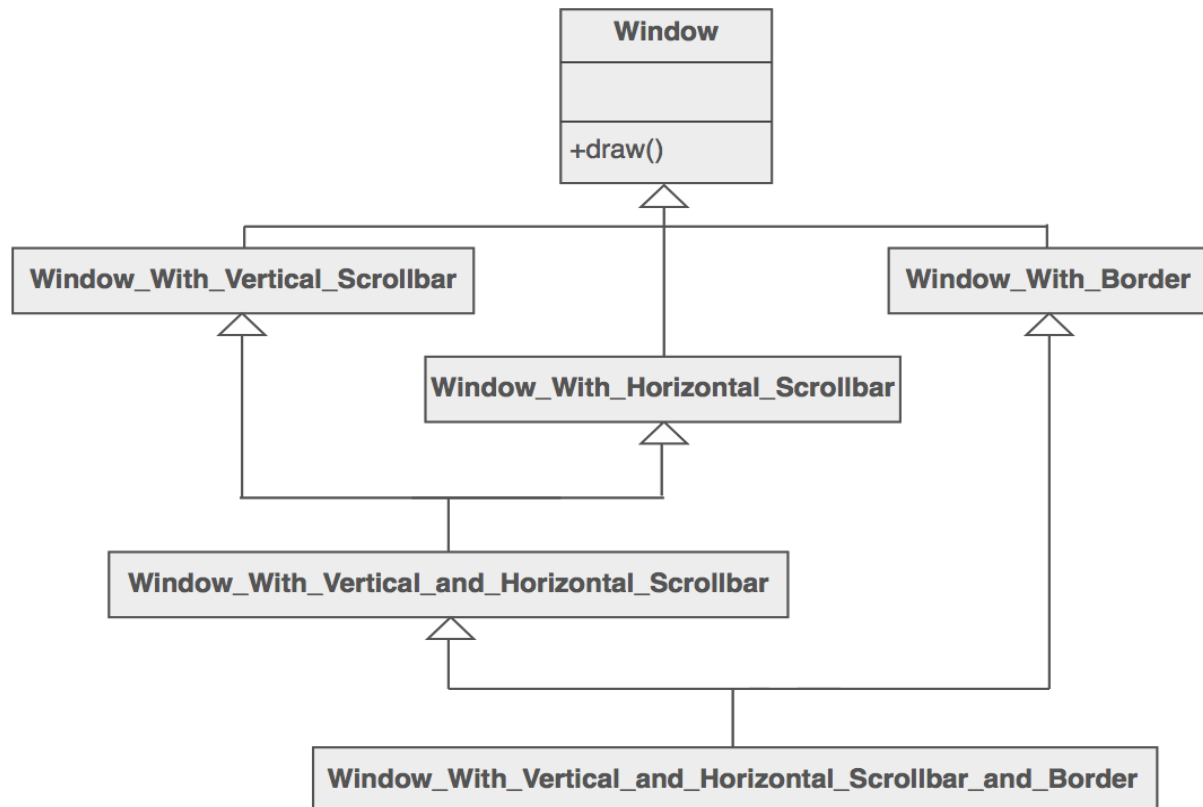 Window
+draw()
Window_With_Vertical_Scrollbar
Window_With_Border
Window_With_Horizontal_Scrollbar
Window_With_Vertical_and_Horizontal_Scrollbar
Window_With_Vertical_and_Horizontal_Scrollbar_and_Border